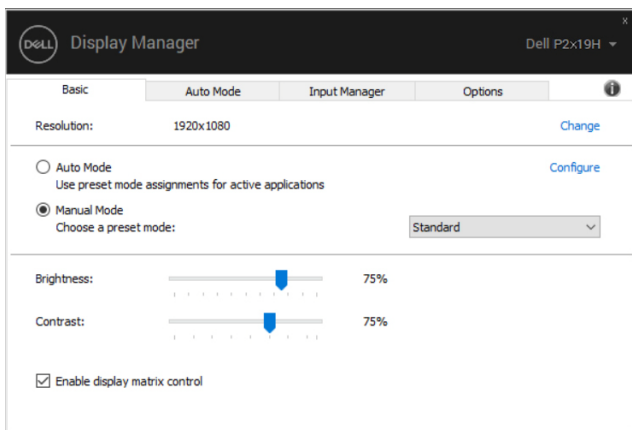 x
DELL Display Manager Dell P2x19H
Basic Auto Mode Input Manager Options i
Resolution: 1920x1080 Change
Auto Mode Configure
Use preset mode assignments for active applications
Manual Mode
Choose a preset mode: Standard
Brightness: 75%
Contrast: 75%
Enable display matrix control